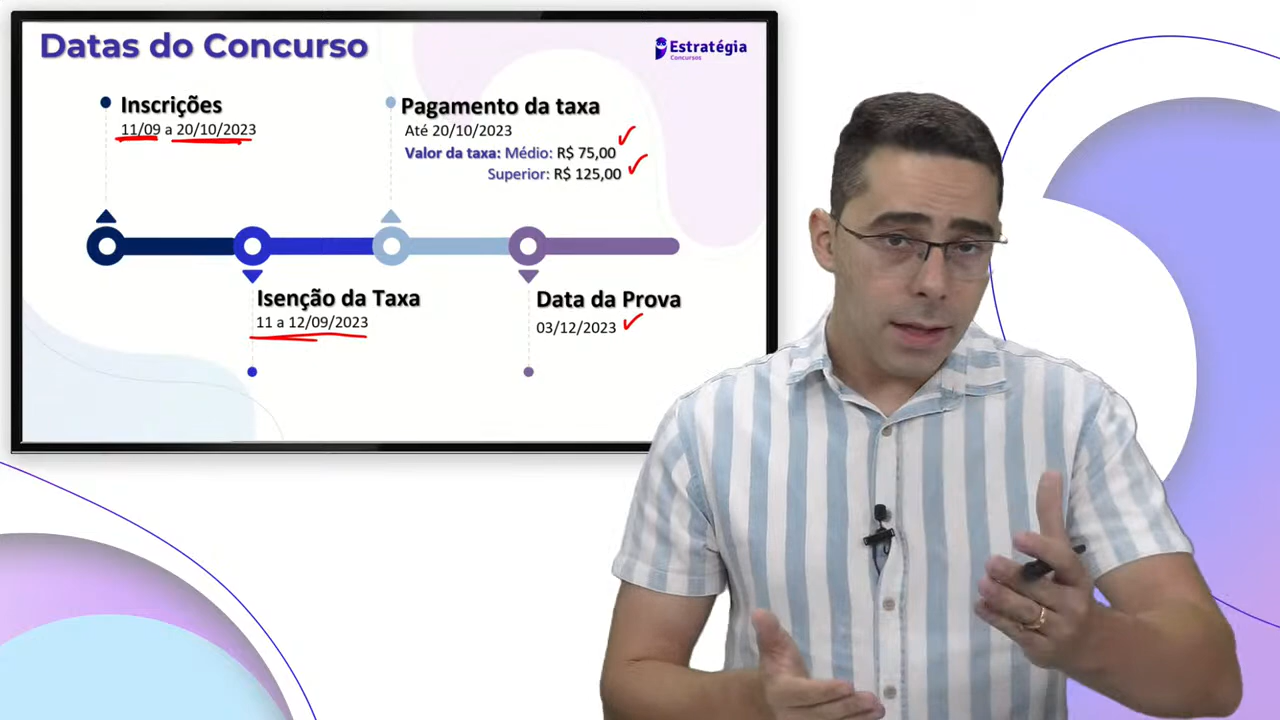 Datas do Concurso
Estratégia
Concursos
Inscrições
11/09 a 20/10/2023
Pagamento da taxa
Até 20/10/2023
Valor da taxa: Médio: R$ 75,00
Superior: R$ 125,00
Isenção da Taxa
11 a 12/09/2023
Data da Prova
03/12/2023